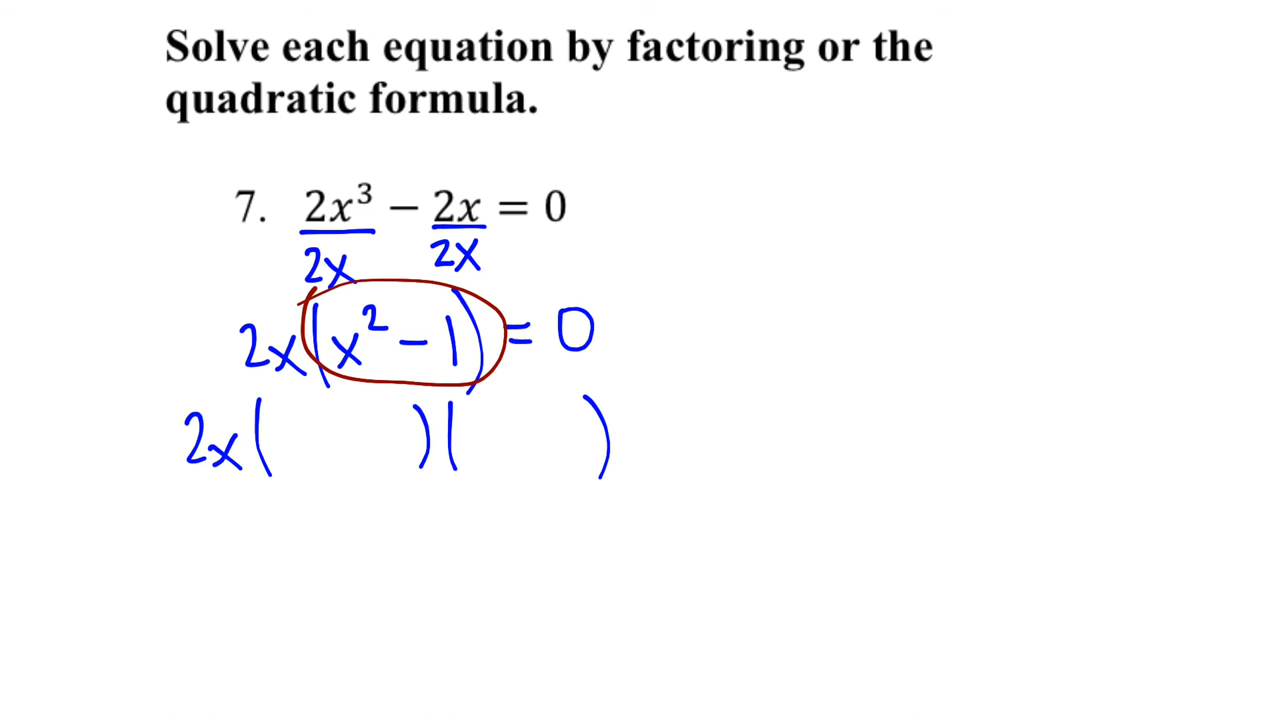 Solve each equation by factoring or the
quadratic formula.
7. 2x³ − 2x = 0
2x 2x
2x(x² − 1) = 0
2x( )( )